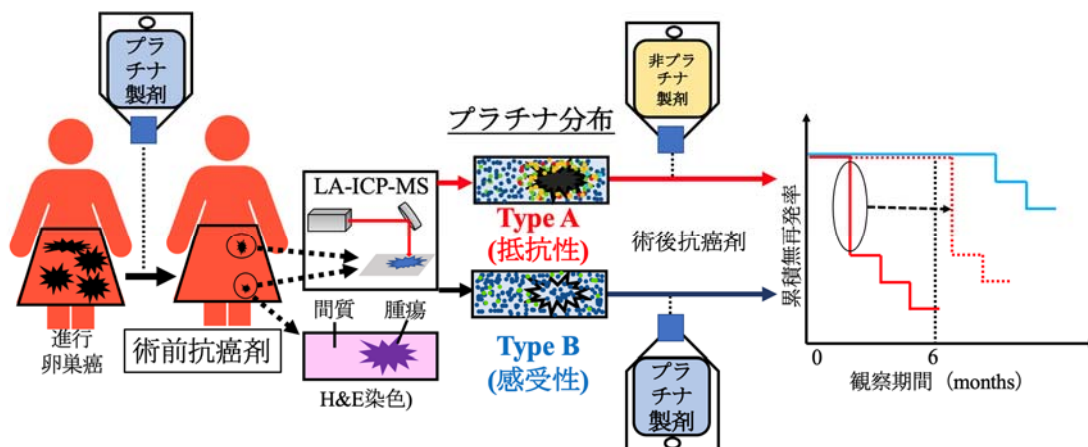 プラ
チナ
製剤
進行
卵巣癌
術前抗癌剤
LA-ICP-MS
間質
腫瘍
H&E染色)
プラチナ分布
Type A
(抵抗性)
Type B
(感受性)
非プラ
チナ
製剤
術後抗癌剤
プラ
チナ
製剤
累積無再発率
0
6
観察期間 (months)